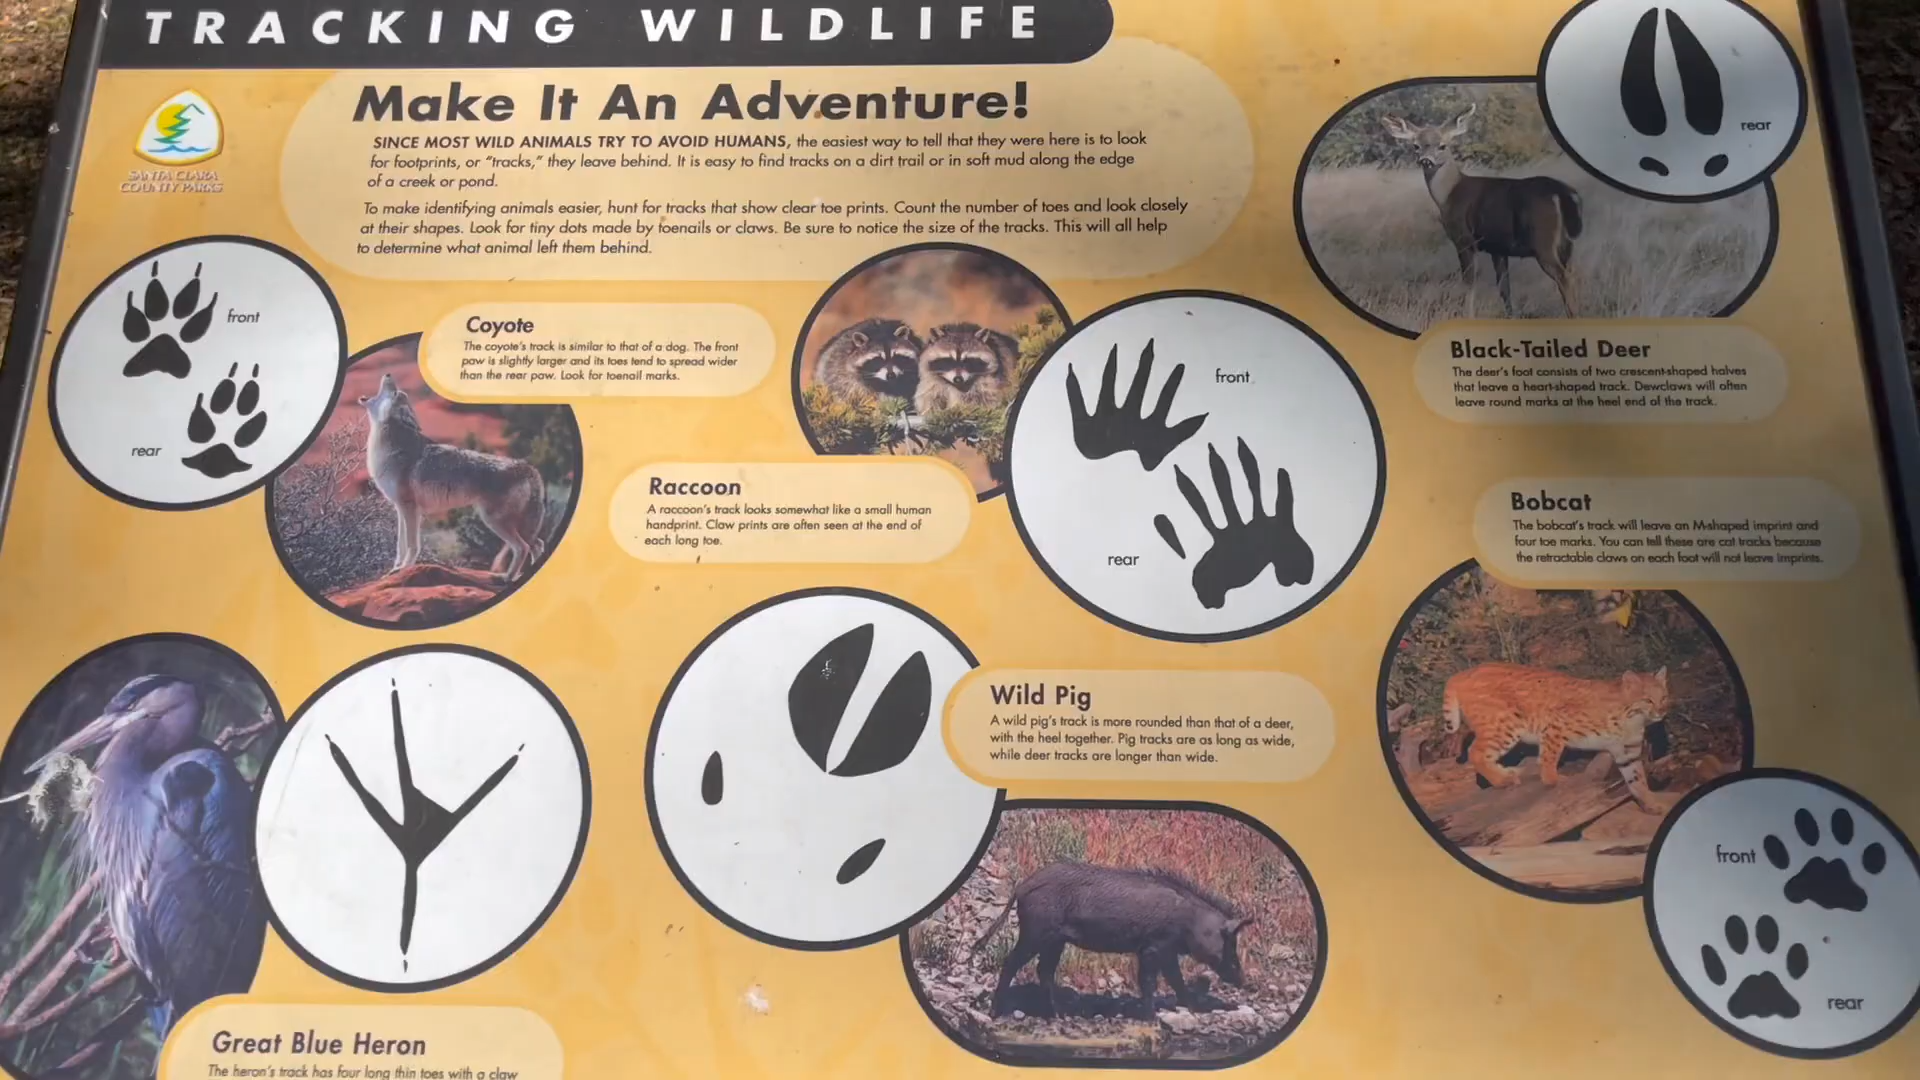 TRACKING WILDLIFE
SANTA CLARA
COUNTY PARKS
Make It An Adventure!
SINCE MOST WILD ANIMALS TRY TO AVOID HUMANS, the easiest way to tell that they were here is to look
for footprints, or "tracks," they leave behind. It is easy to find tracks on a dirt trail or in soft mud along the edge
of a creek or pond.
To make identifying animals easier, hunt for tracks that show clear toe prints. Count the number of toes and look closely
at their shapes. Look for tiny dots made by toenails or claws. Be sure to notice the size of the tracks. This will all help
to determine what animal left them behind.
rear
front
rear
Coyote
The coyote's track is similar to that of a dog. The front
paw is slightly larger and its toes tend to spread wider
than the rear paw. Look for toenail marks.
front
rear
Raccoon
A raccoon's track looks somewhat like a small human
handprint. Claw prints are often seen at the end of
each long toe.
Black-Tailed Deer
The deer's foot consists of two crescent-shaped halves
that leave a heart-shaped track. Dewclaws will often
leave round marks at the heel end of the track.
Bobcat
The bobcat's track will leave an M-shaped imprint and
four toe marks. You can tell these are cat tracks because
the retractable claws on each foot will not leave imprints.
front
rear
Wild Pig
A wild pig's track is more rounded than that of a deer,
with the heel together. Pig tracks are as long as wide,
while deer tracks are longer than wide.
Great Blue Heron
The heron's track has four long thin toes with a claw